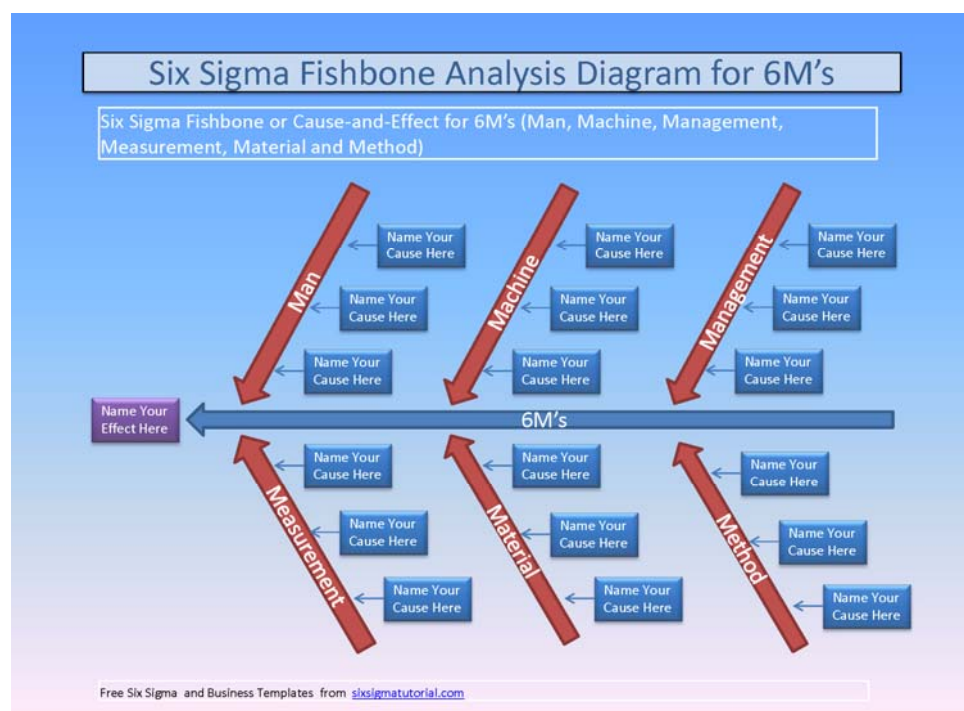 Six Sigma Fishbone Analysis Diagram for 6M's
Six Sigma Fishbone or Cause-and-Effect for 6M's (Man, Machine, Management,
Measurement, Material and Method)
Man
Name Your
Cause Here
Name Your
Cause Here
Name Your
Cause Here
Machine
Name Your
Cause Here
Name Your
Cause Here
Name Your
Cause Here
Management
Name Your
Cause Here
Name Your
Cause Here
Name Your
Cause Here
Name Your
Effect Here
6M's
Measurement
Name Your
Cause Here
Name Your
Cause Here
Name Your
Cause Here
Material
Name Your
Cause Here
Name Your
Cause Here
Name Your
Cause Here
Method
Name Your
Cause Here
Name Your
Cause Here
Name Your
Cause Here
Free Six Sigma and Business Templates from sixsigmatutorial.com